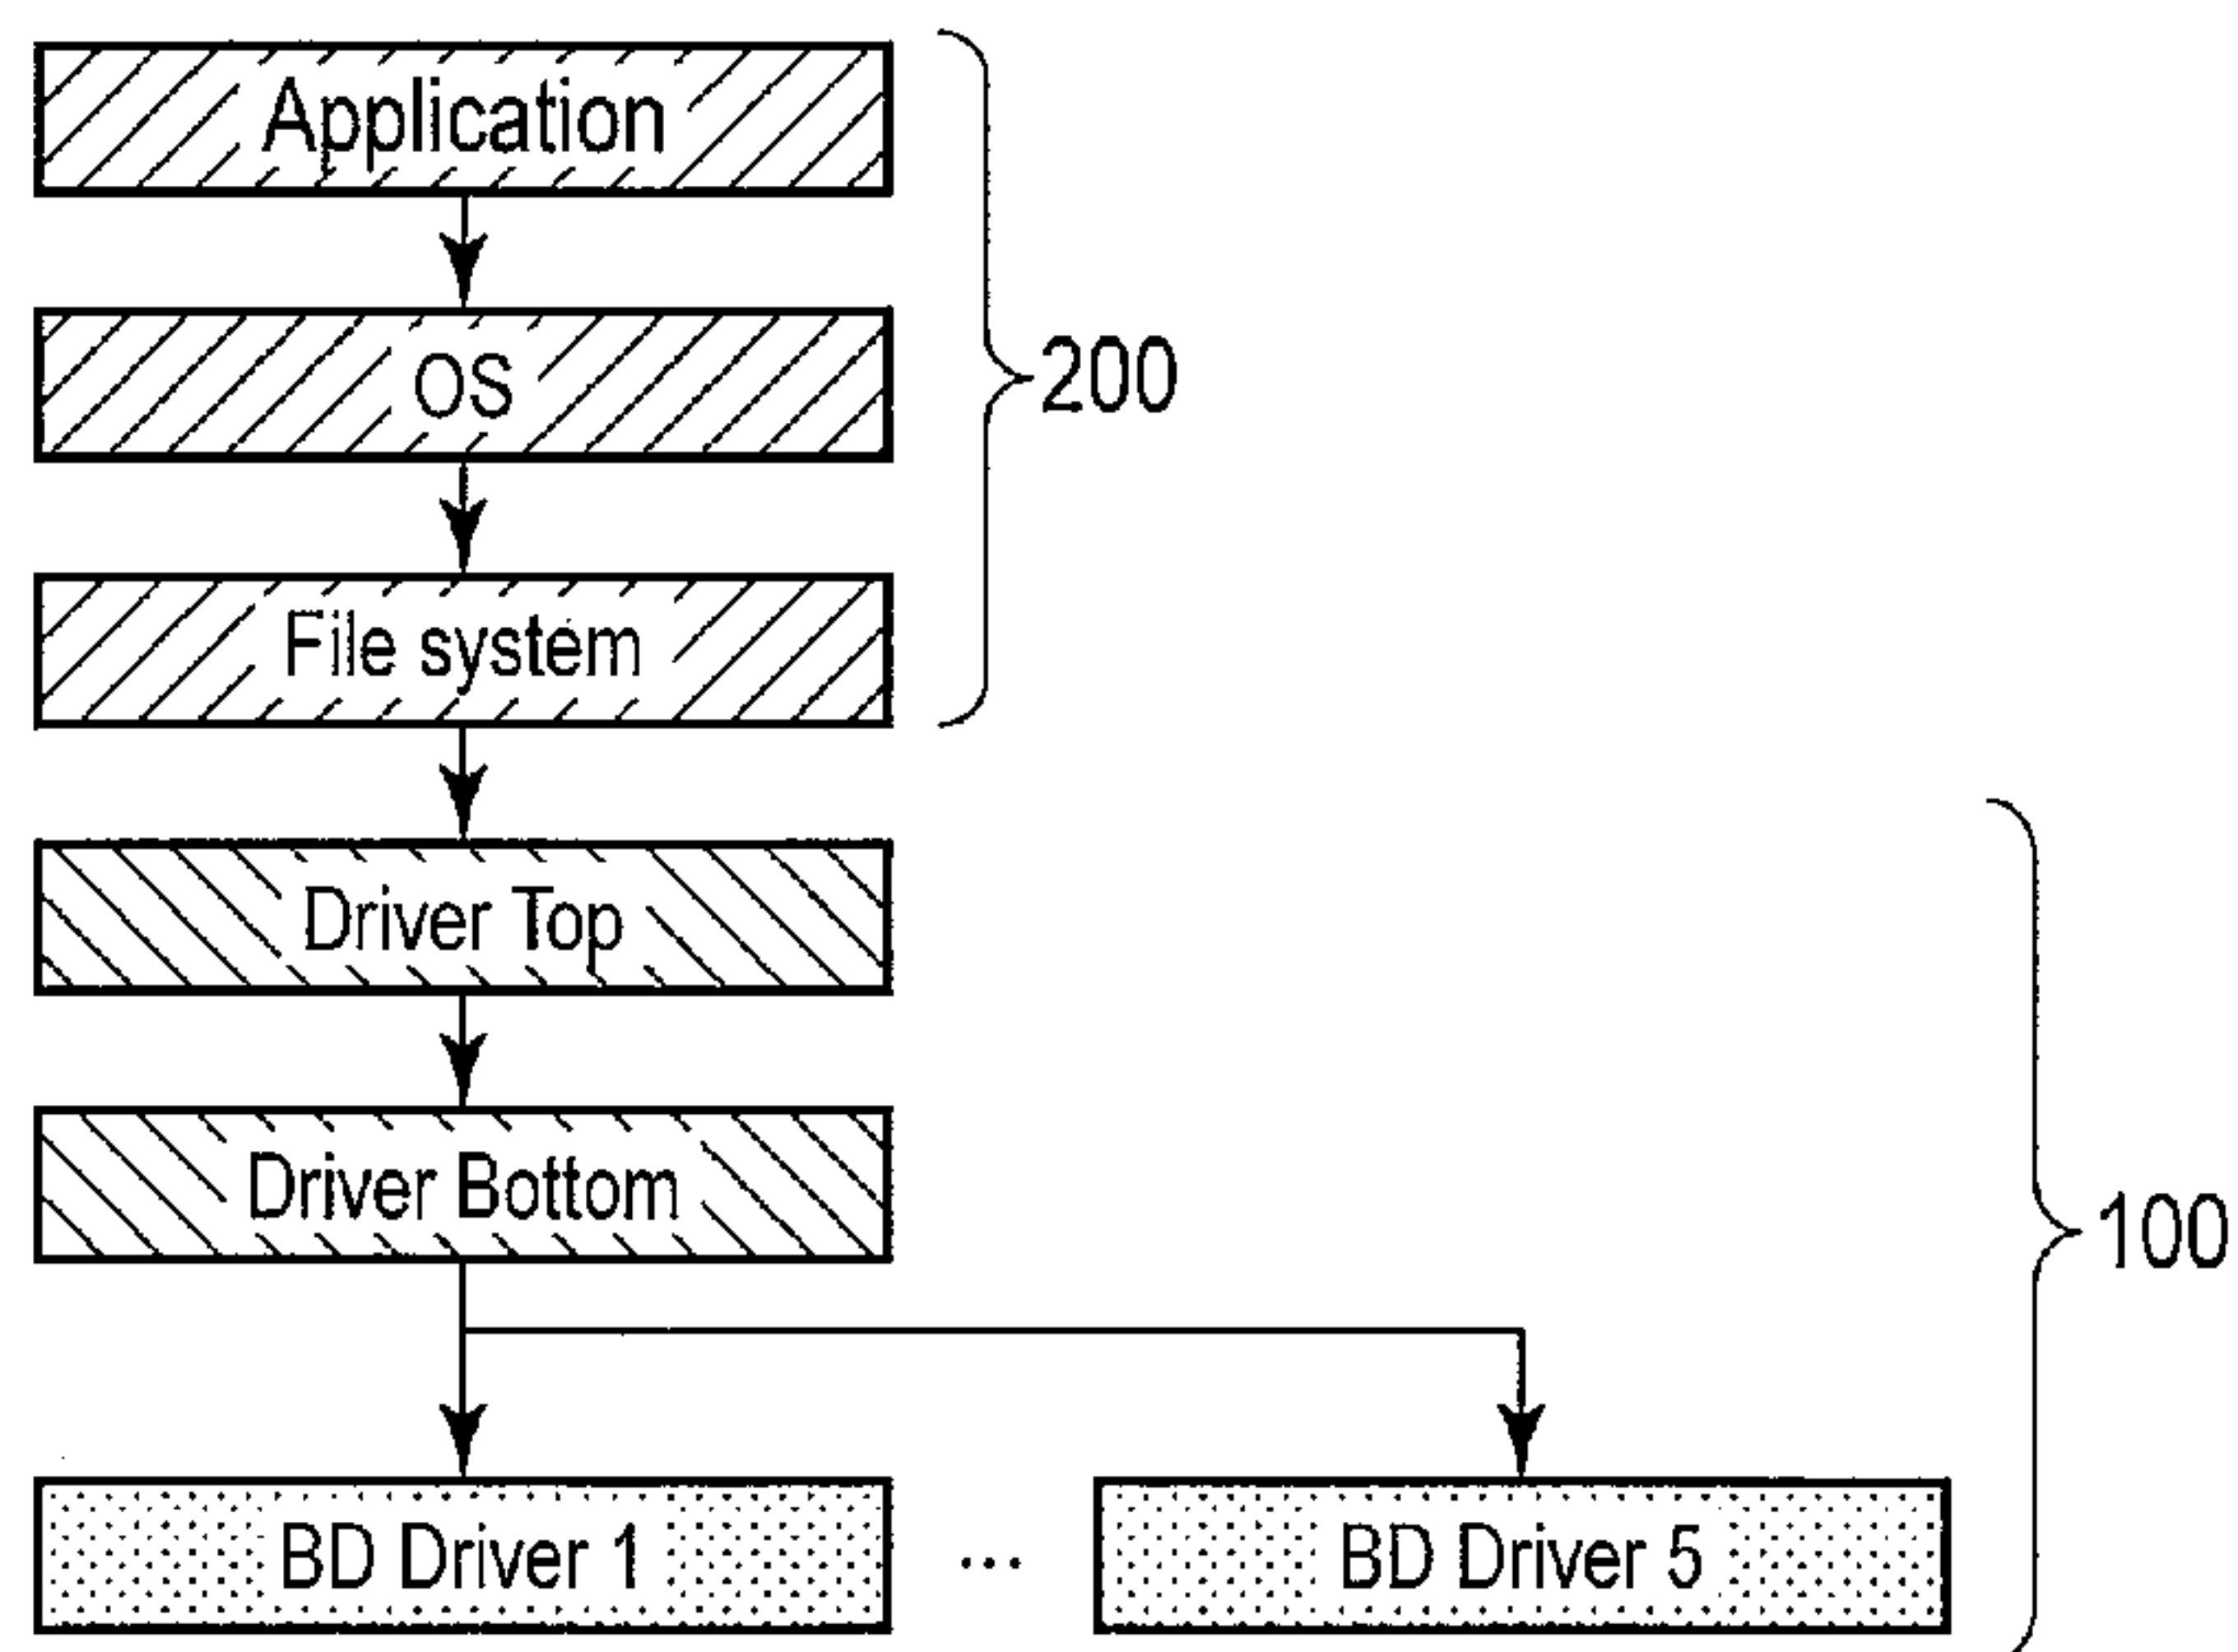 Application
OS
200
File system
Driver Top
Driver Bottom
100
BD Driver 1 ... BD Driver 5